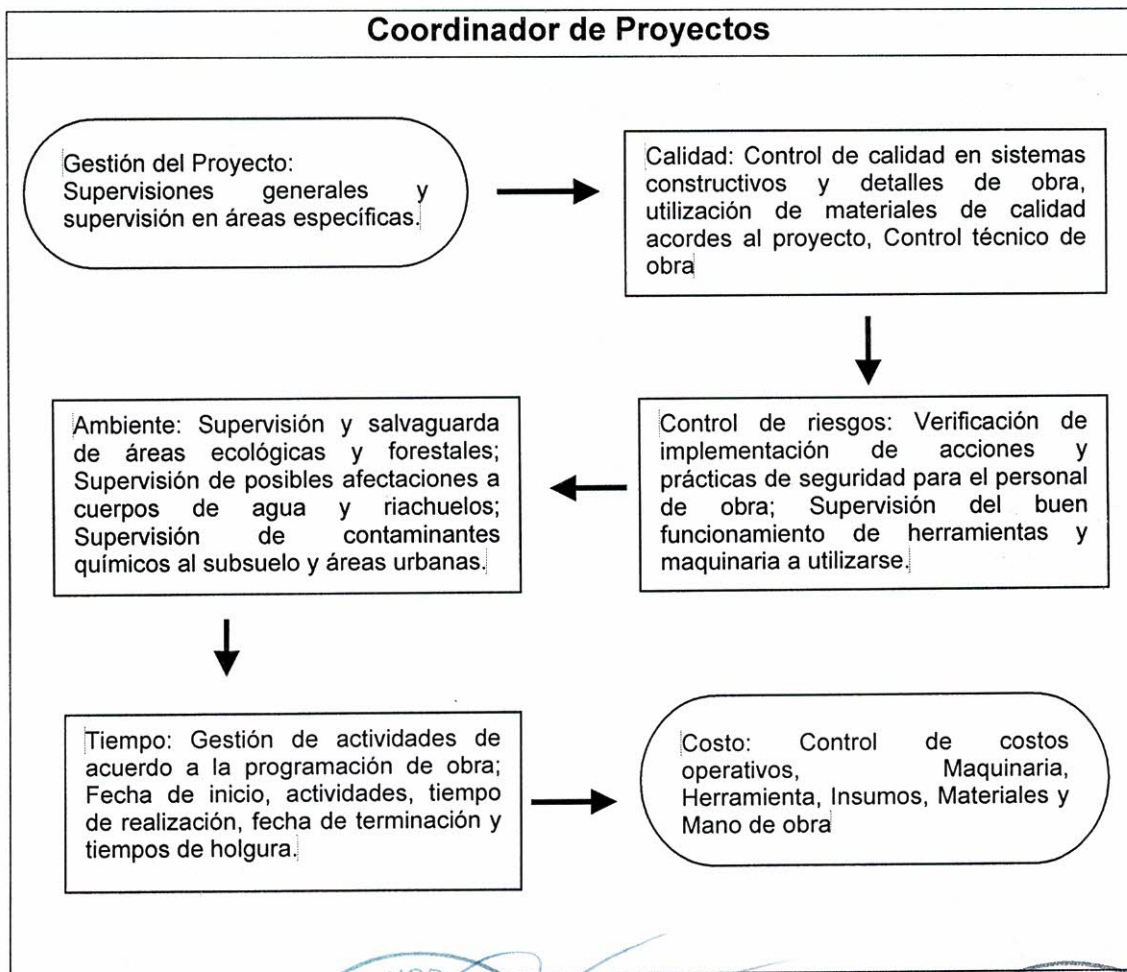 Coordinador de Proyectos
Gestión del Proyecto:
Supervisiones generales y
supervisión en áreas específicas.
Calidad: Control de calidad en sistemas
constructivos y detalles de obra,
utilización de materiales de calidad
acordes al proyecto, Control técnico de
obra
Control de riesgos: Verificación de
implementación de acciones y
prácticas de seguridad para el personal
de obra; Supervisión del buen
funcionamiento de herramientas y
maquinaria a utilizarse.
Ambiente: Supervisión y salvaguarda
de áreas ecológicas y forestales;
Supervisión de posibles afectaciones a
cuerpos de agua y riachuelos;
Supervisión de contaminantes
químicos al subsuelo y áreas urbanas.
Tiempo: Gestión de actividades de
acuerdo a la programación de obra;
Fecha de inicio, actividades, tiempo
de realización, fecha de terminación y
tiempos de holgura.
Costo: Control de costos
operativos, Maquinaria,
Herramienta, Insumos, Materiales y
Mano de obra